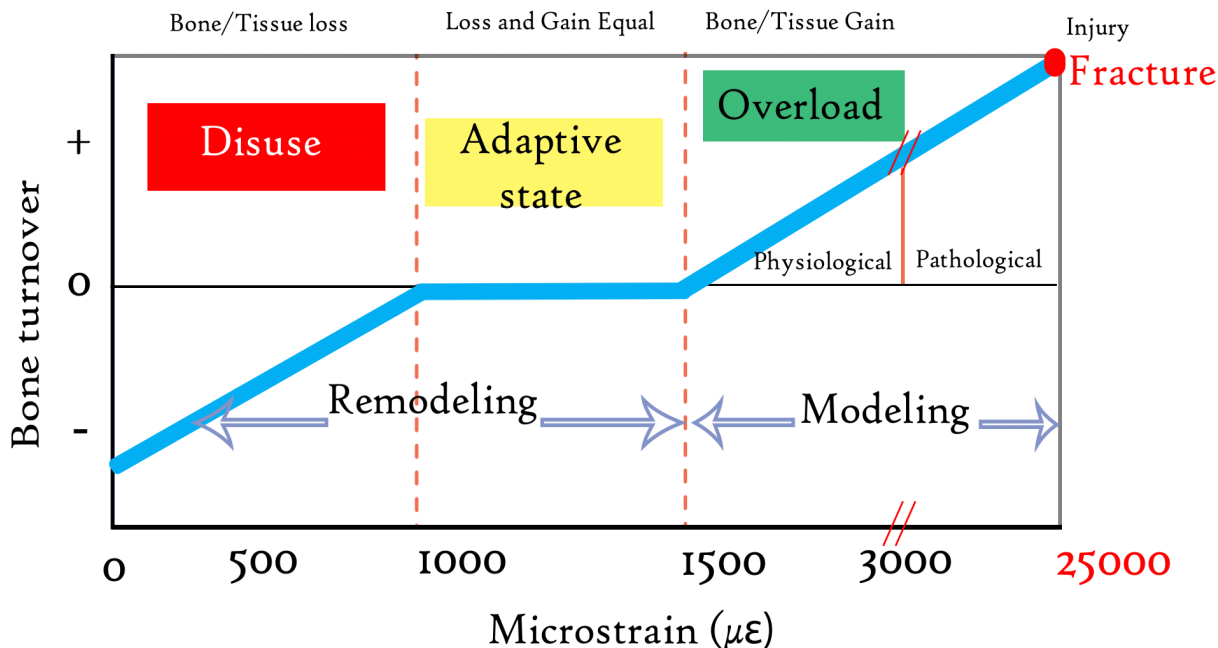 Bone/Tissue loss
Loss and Gain Equal
Bone/Tissue Gain
Injury
Fracture
Disuse
Adaptive
state
Overload
+
0
-
Bone turnover
Physiological
Pathological
Remodeling
Modeling
0
500
1000
1500
3000
25000
Microstrain (με)